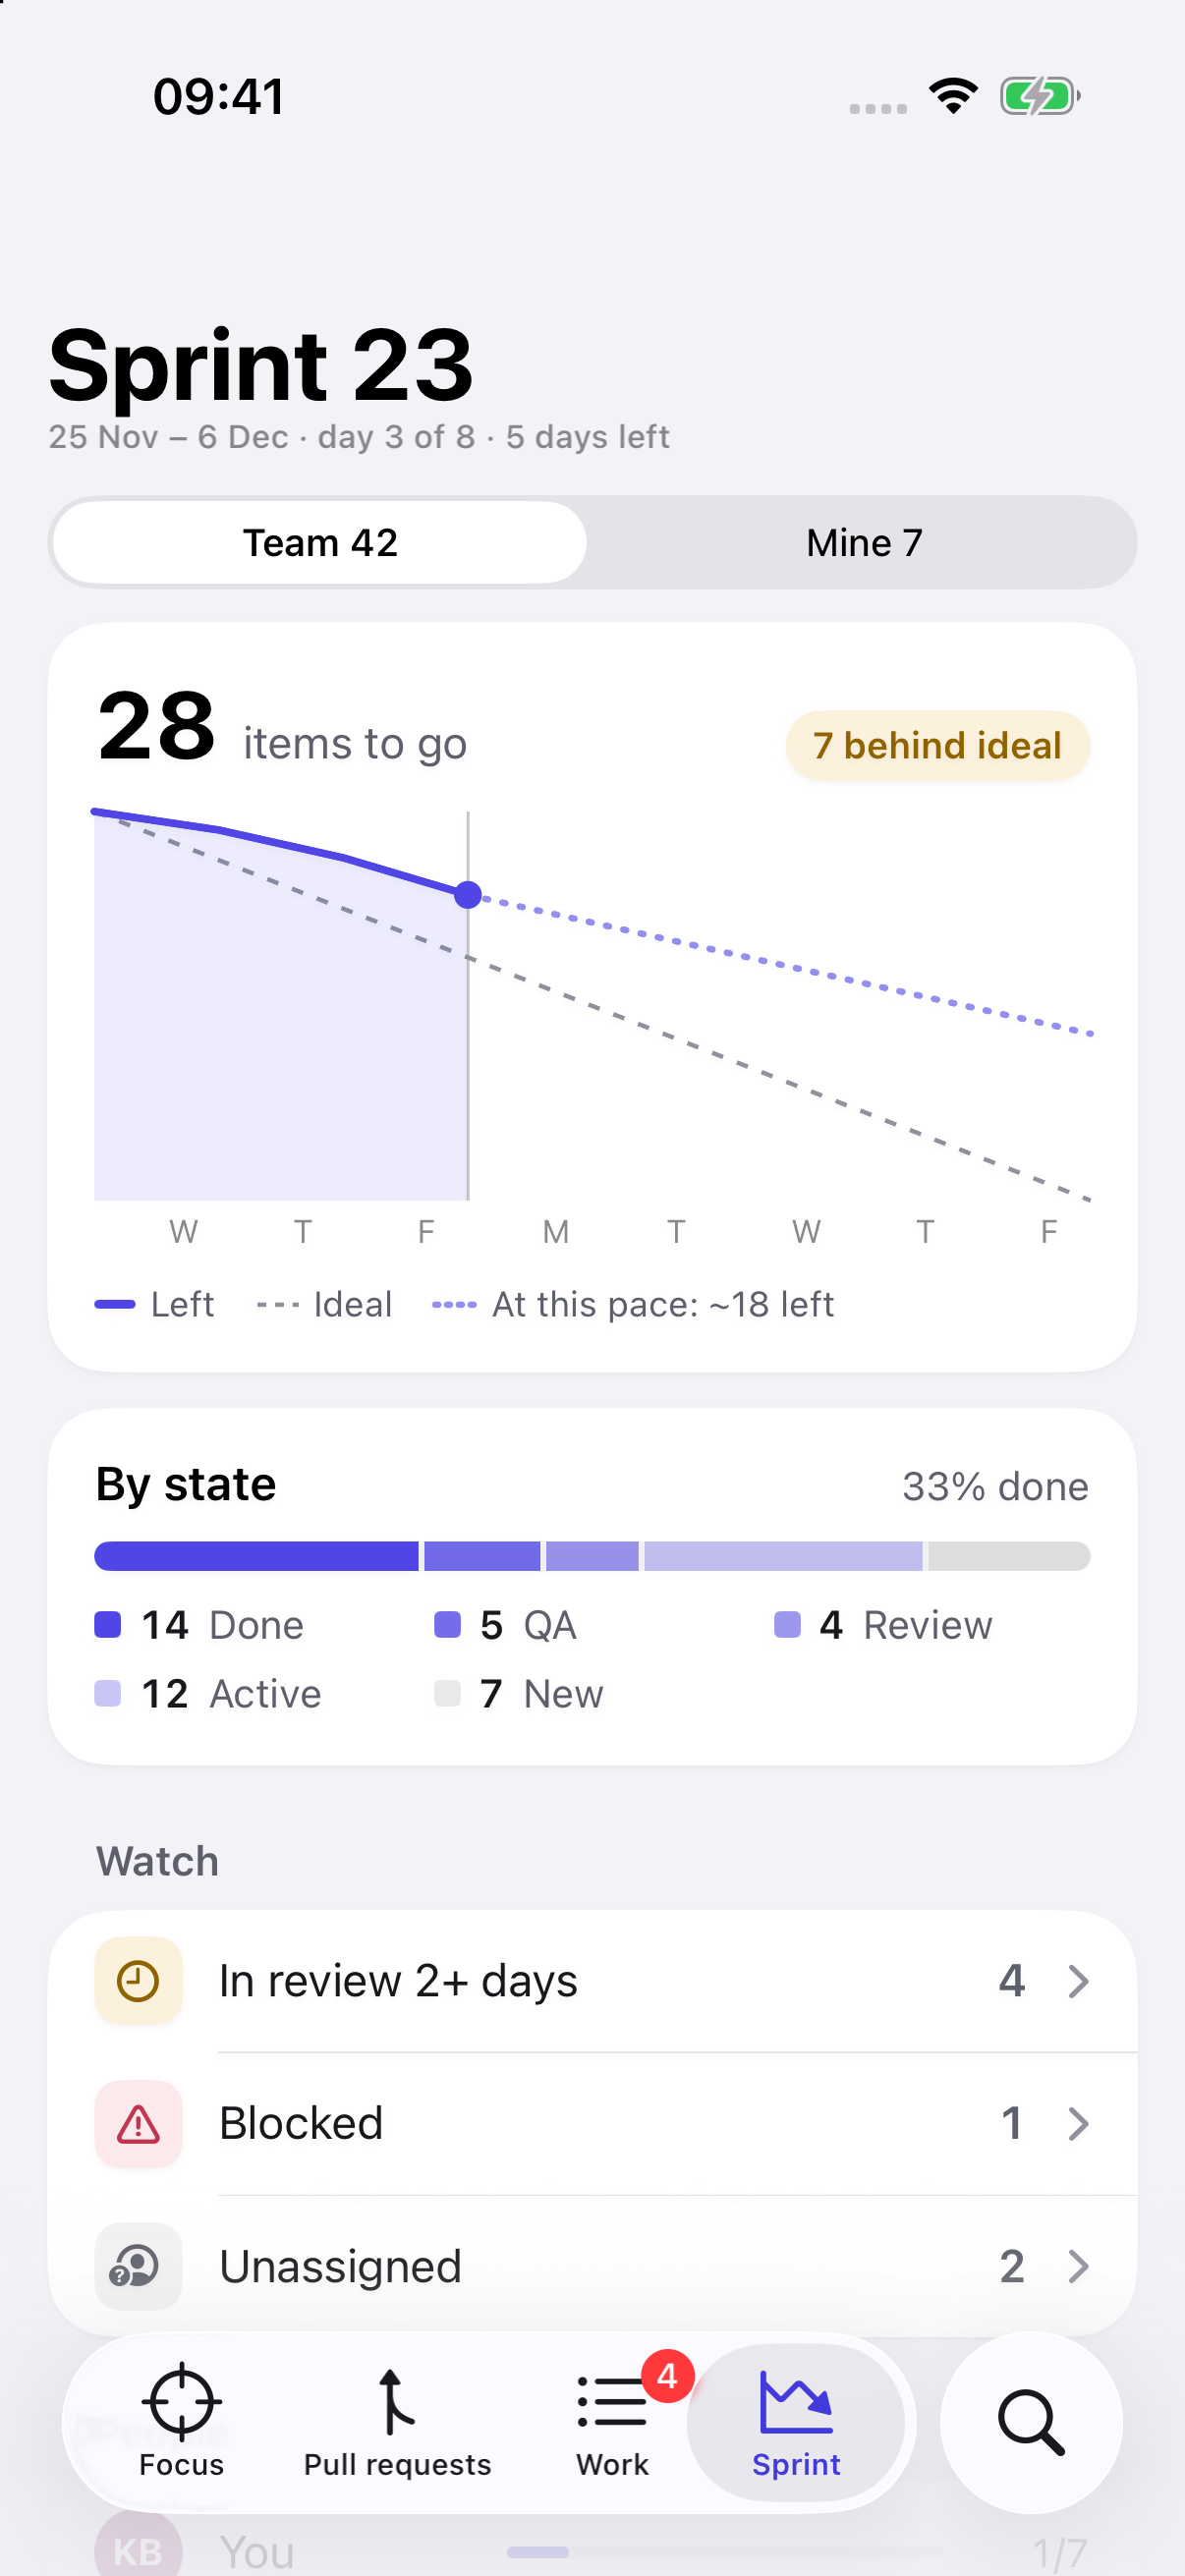 09:41
Sprint 23
25 Nov – 6 Dec · day 3 of 8 · 5 days left
Team 42 Mine 7
28 items to go 7 behind ideal
W T F M T W T F
Left Ideal At this pace: ~18 left
By state 33% done
14 Done 5 QA 4 Review
12 Active 7 New
Watch
In review 2+ days 4
Blocked 1
Unassigned 2
?
4
People
Focus Pull requests Work Sprint
KB You 1/7